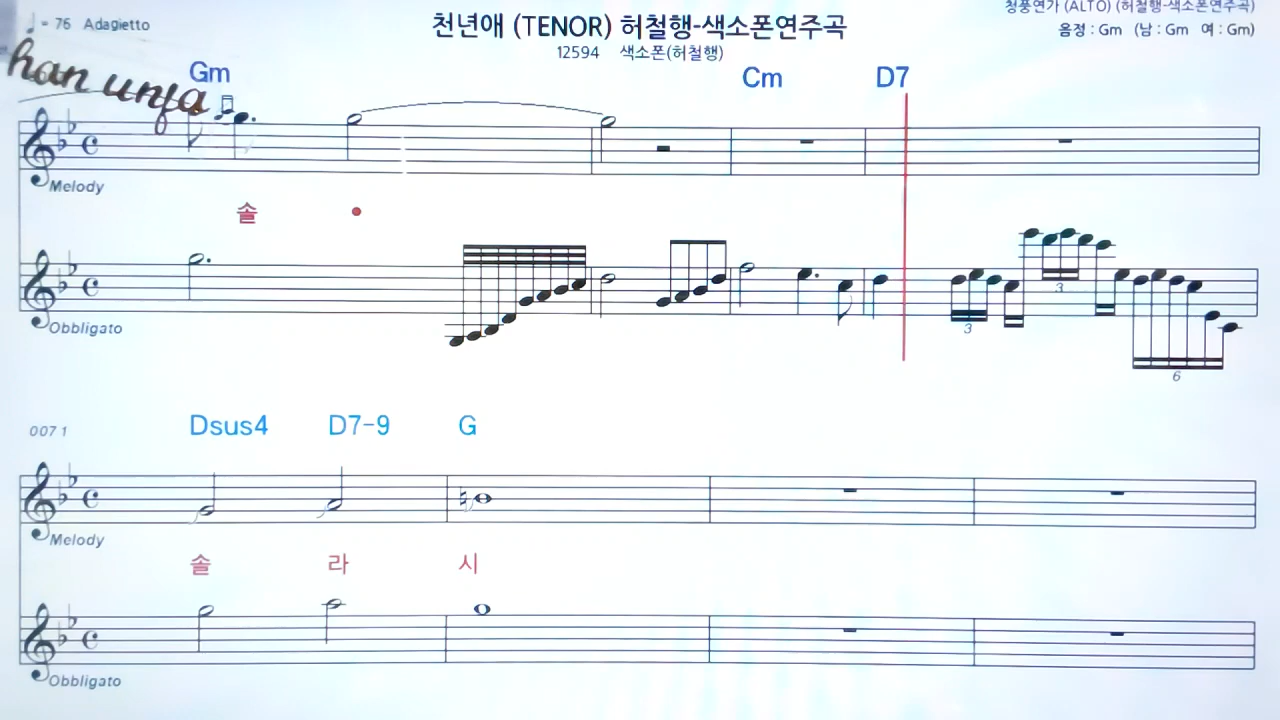 ♩ = 76 Adagietto
천년애 (TENOR) 허철행-색소폰연주곡
청풍연가 (ALTO) (허철행-색소폰연주곡)
12594 색소폰(허철행)
음정 : Gm (남 : Gm 여 : Gm)
han unja
Gm Cm D7
Melody
솔
3
3
6
Obbligato
0071 Dsus4 D7-9 G
Melody
솔 라 시
Obbligato